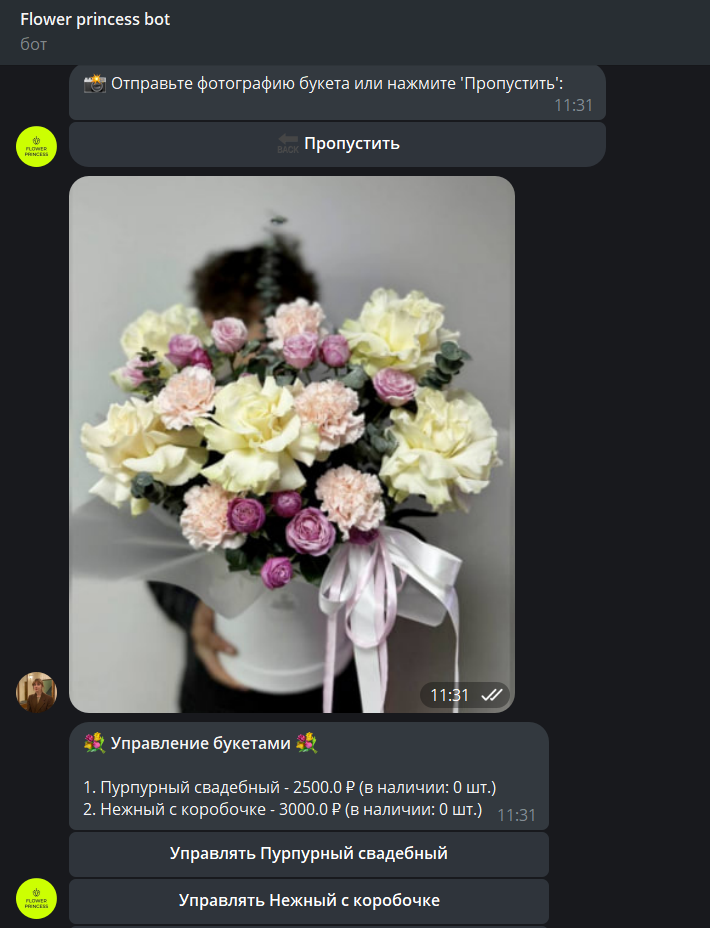 Flower princess bot
бот
Отправьте фотографию букета или нажмите 'Пропустить':
11:31
BACK Пропустить
FLOWER
PRINCESS
11:31
Управление букетами
1. Пурпурный свадебный - 2500.0 ₽ (в наличии: 0 шт.)
2. Нежный с коробочке - 3000.0 ₽ (в наличии: 0 шт.)
11:31
Управлять Пурпурный свадебный
Управлять Нежный с коробочке
FLOWER
PRINCESS